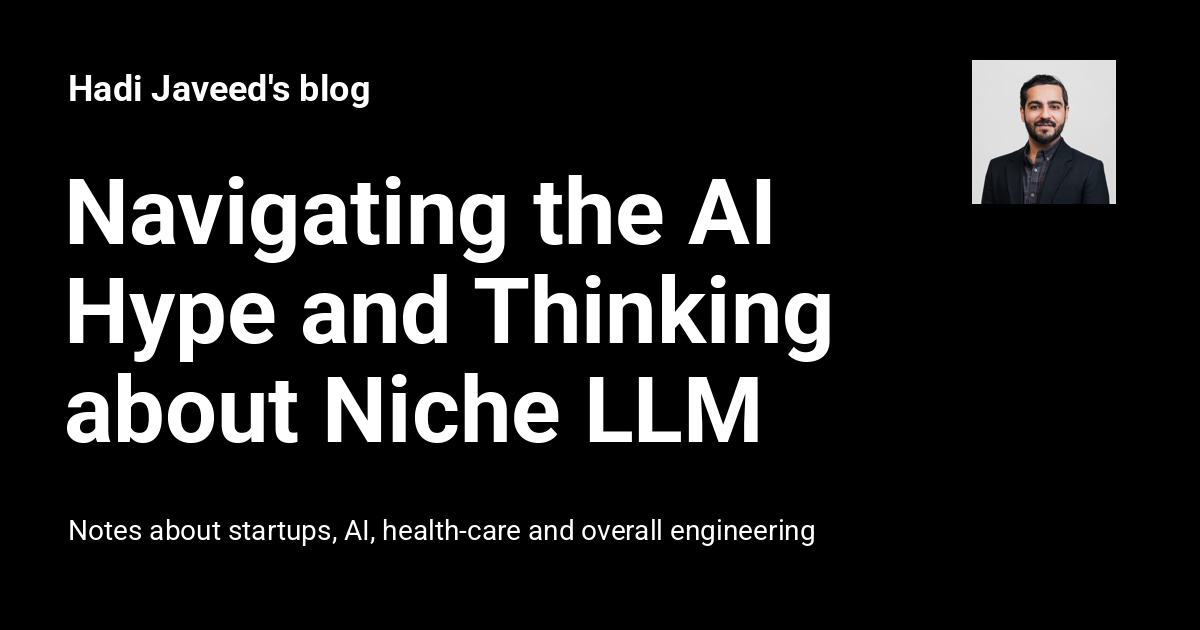 Hadi Javeed's blog
Navigating the AI
Hype and Thinking
about Niche LLM
Notes about startups, AI, health-care and overall engineering